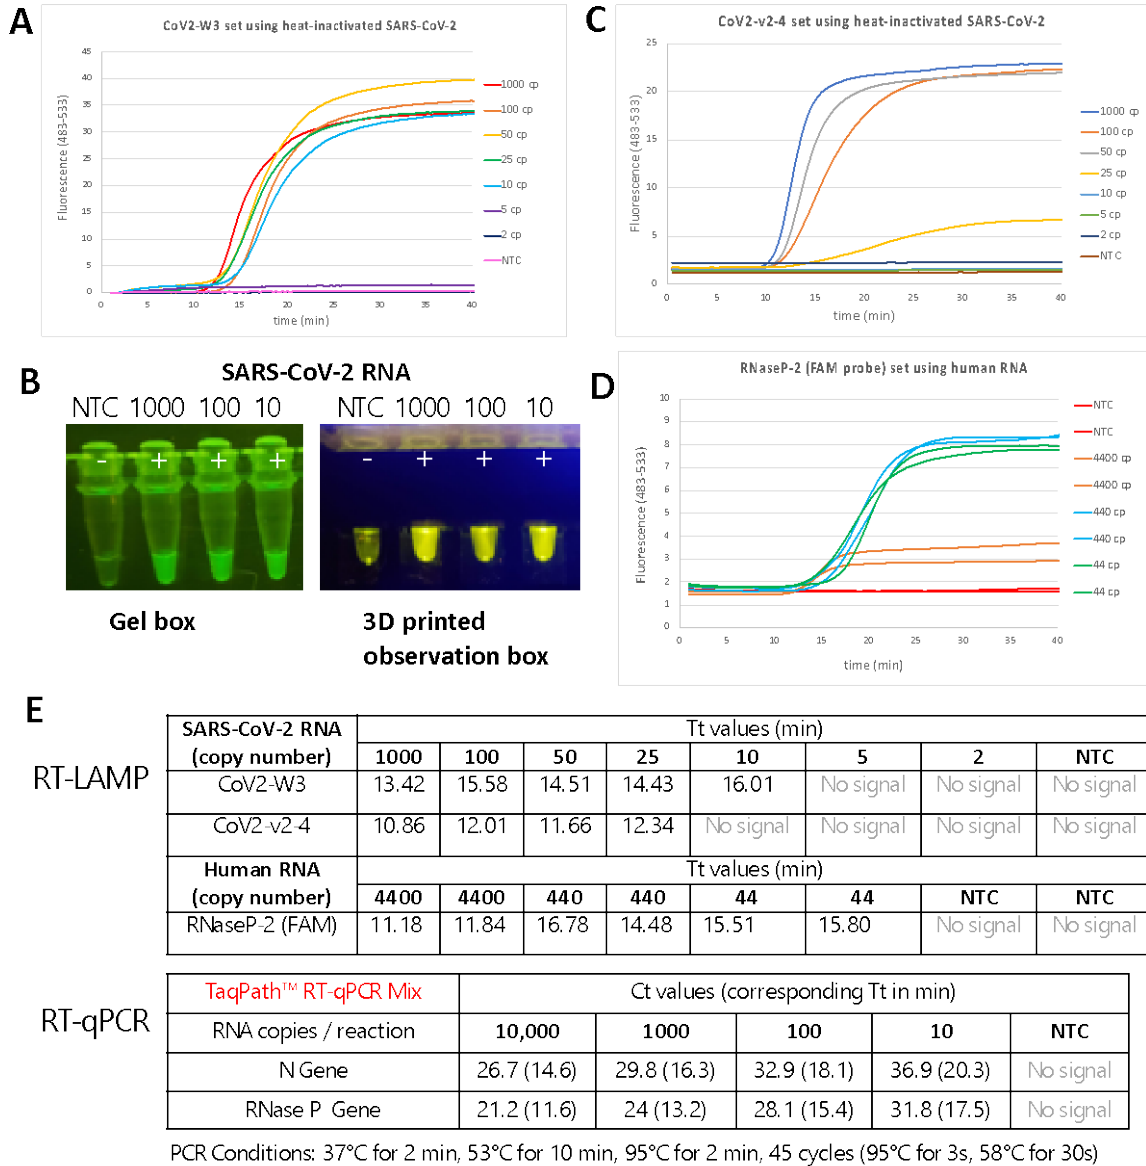 A
CoV2-W3 set using heat-inactivated SARS-CoV-2
Fluorescence (483-533)
45
40
35
30
25
20
15
10
5
0
0 5 10 15 20 25 30 35 40
time (min)
1000 cp
100 cp
50 cp
25 cp
10 cp
5 cp
2 cp
NTC
C
CoV2-v2-4 set using heat-inactivated SARS-CoV-2
Fluorescence (483-533)
25
20
15
10
5
0
0 5 10 15 20 25 30 35 40
time (min)
1000 cp
100 cp
50 cp
25 cp
10 cp
5 cp
2 cp
NTC
B
SARS-CoV-2 RNA
NTC 1000 100 10
NTC 1000 100 10
- + + +
- + + +
Gel box
3D printed
observation box
D
RNaseP-2 (FAM probe) set using human RNA
Fluorescence (483-533)
10
9
8
7
6
5
4
3
2
1
0
0 5 10 15 20 25 30 35 40
time (min)
NTC
NTC
4400 cp
4400 cp
440 cp
440 cp
44 cp
44 cp
E
RT-LAMP
SARS-CoV-2 RNA
(copy number)
Tt values (min)
1000 100 50 25 10 5 2 NTC
CoV2-W3 13.42 15.58 14.51 14.43 16.01 No signal No signal No signal
CoV2-v2-4 10.86 12.01 11.66 12.34 No signal No signal No signal No signal
Human RNA
(copy number)
Tt values (min)
4400 4400 440 440 44 44 NTC NTC
RNaseP-2 (FAM) 11.18 11.84 16.78 14.48 15.51 15.80 No signal No signal
RT-qPCR
TaqPath™ RT-qPCR Mix Ct values (corresponding Tt in min)
RNA copies / reaction 10,000 1000 100 10 NTC
N Gene 26.7 (14.6) 29.8 (16.3) 32.9 (18.1) 36.9 (20.3) No signal
RNase P Gene 21.2 (11.6) 24 (13.2) 28.1 (15.4) 31.8 (17.5) No signal
PCR Conditions: 37°C for 2 min, 53°C for 10 min, 95°C for 2 min, 45 cycles (95°C for 3s, 58°C for 30s)